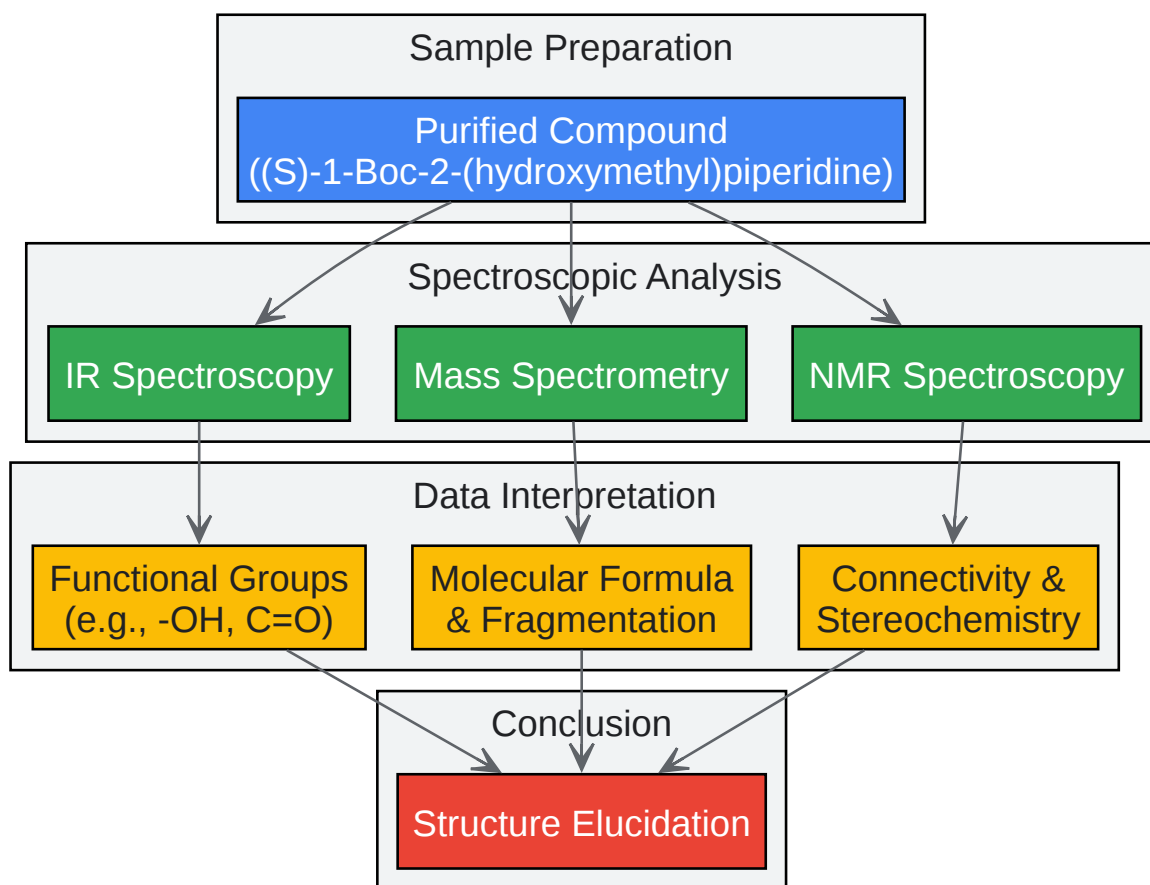 Sample Preparation
Purified Compound
((S)-1-Boc-2-(hydroxymethyl)piperidine)
Spectroscopic Analysis
IR Spectroscopy
Mass Spectrometry
NMR Spectroscopy
Data Interpretation
Functional Groups
(e.g., -OH, C=O)
Molecular Formula
& Fragmentation
Connectivity &
Stereochemistry
Conclusion
Structure Elucidation